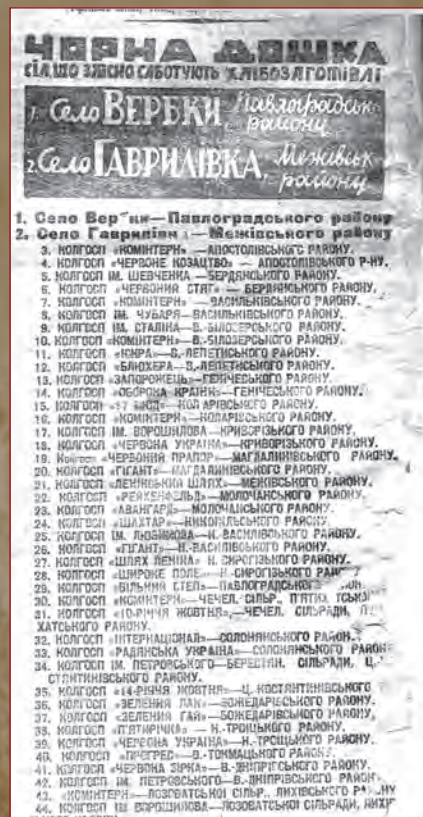 ЧОРНА ДОШКА
СІЛ, ЩО ЗЛІСНО САБОТУЮТЬ ХЛІБОЗАГОТІВЛІ
1. Село ВЕРБКИ, Павлоградськ району
2. Село ГАВРИЛІВКА, Межівськ району
1. Село Вер ки—Павлоградського району
2. Село Гаврилівк —Межівського району
3. КОЛГОСП «КОМІНТЕРН» —АПОСТОЛІВСЬКОГО РАЙОНУ.
4. КОЛГОСП «ЧЕРВОНЕ КОЗАЦТВО» — АПОСТОЛІВСЬКОГО Р-НУ.
5. КОЛГОСП ІМ. ШЕВЧЕНКА —БЕРДЯНСЬКОГО РАЙОНУ.
6. КОЛГОСП «ЧЕРВОНИЙ СТЯГ» — БЕРДЯНСЬКОГО РАЙОНУ.
7. КОЛГОСП «КОМІНТЕРН» —ВАСИЛЬКІВСЬКОГО РАЙОНУ.
8. КОЛГОСП ІМ. ЧУБАРЯ—ВАСИЛЬКІВСЬКОГО РАЙОНУ.
9. КОЛГОСП ІМ. СТАЛІНА—В.-БІЛОЗЕРСЬКОГО РАЙОНУ.
10. КОЛГОСП «КОМІНТЕРН» В.-БІЛОЗЕРСЬКОГО РАЙОНУ.
11. КОЛГОСП «ІСКРА»—В.-ЛЕПЕТИСЬКОГО РАЙОНУ.
12. КОЛГОСП «БЛЮХЕРА—В.-ЛЕПЕТИСЬКОГО РАЙОНУ.
13. КОЛГОСП «ЗАПОРОЖЕЦЬ»—ГЕНІЧЕСЬКОГО РАЙОНУ.
14. КОЛГОСП «ОБОРОНА КРАЇНИ» —ГЕНІЧЕСЬКОГО РАЙОНУ.
15. КОЛГОСП —КОЛАРІВСЬКОГО РАЙОНУ.
16. КОЛГОСП «КОМІНТЕРН» —КОЛАРІВСЬКОГО РАЙОНУ.
17. КОЛГОСП ІМ. ВОРОШИЛОВА—КРИВОРІЗЬКОГО РАЙОНУ.
18. КОЛГОСП «ЧЕРВОНА УКРАЇНА»—КРИВОРІЗЬКОГО РАЙОНУ.
19. Колгосп «ЧЕРВОНИЙ ПРАПОР»—МАГДАЛИНІВСЬКОГО РАЙОНУ.
20. КОЛГОСП «ГІГАНТ»—МАГДАЛИНІВСЬКОГО РАЙОНУ.
21. КОЛГОСП «ЛЕНІНСЬКИЙ ШЛЯХ»—МЕЖІВСЬКОГО РАЙОНУ.
22. КОЛГОСП «РЕЙХЕНФЕЛЬД»—МОЛОЧАНСЬКОГО РАЙОНУ.
23. КОЛГОСП «АВАНГАРД»—МОЛОЧАНСЬКОГО РАЙОНУ.
24. КОЛГОСП «ШАХТАР»—НИКОПІЛЬСЬКОГО РАЙОНУ.
25. КОЛГОСП ІМ. —Н.-ВАСИЛІВСЬКОГО РАЙОНУ.
26. КОЛГОСП «ГІГАНТ»—Н.-ВАСИЛІВСЬКОГО РАЙОНУ.
27. КОЛГОСП «ШЛЯХ ЛЕНІНА» Н. СИРОГІЗЬКОГО РАЙОНУ.
28. КОЛГОСП «ШИРОКЕ ПОЛЕ»—Н.-СИРОГІЗЬКОГО
29. КОЛГОСП «ВІЛЬНИЙ СТЕП»—ПАВЛОГРАДСЬКОГО
30. КОЛГОСП «КОМІНТЕРН» —ЧЕЧЕЛ. СІЛЬР.
31. КОЛГОСП «10-РІЧЧЯ ЖОВТНЯ»,—ЧЕЧЕЛ. СІЛЬРАДИ, П
ХАТСЬКОГО РАЙОНУ.
32. КОЛГОСП «ІНТЕРНАЦІОНАЛ»—СОЛОНЯНСЬКОГО РАЙОН
33. КОЛГОСП «РАДЯНСЬКА УКРАЇНА»—СОЛОНЯНСЬКОГО РАЙОН
34. КОЛГОСП ІМ. ПЕТРОВСЬКОГО—БЕРЕСТЯН. СІЛЬРАДИ, Ц.
СТЯНТИНІВСЬКОГО РАЙОНУ.
35. КОЛГОСП «14-РІЧЧЯ ЖОВТНЯ»—Ц. КОСТЯНТИНІВСЬКОГО
36. КОЛГОСП «ЗЕЛЕНИЙ ЛАН»—БОЖЕДАРІВСЬКОГО РАЙОНУ.
37. КОЛГОСП «ЗЕЛЕНИЙ ГАЙ»—БОЖЕДАРІВСЬКОГО РАЙОНУ,
38. КОЛГОСП «П'ЯТИРІЧКА» — Н-ТРОЇЦЬКОГО РАЙОНУ.
39. КОЛГОСП «ЧЕРВОНА УКРАЇНА»—Н.-ТРОЇЦЬКОГО РАЙОНУ.
40. КОЛГОСП «ПРОГРЕС»—В.-ТОКМАЦЬКОГО РАЙОНУ.
41. КОЛГОСП «ЧЕРВОНА ЗІРКА»—В.-ДНІПРІВСЬКОГО РАЙОНУ.
42. КОЛГОСП ІМ. ПЕТРОВСЬКОГО—В-ДНІПРІВСЬКОГО РАЙОН
43. «КОМІНТЕРН»—ЛОЗОВАТСЬКОЇ СІЛЬР. ЛИХІВСЬКОГО
44. КОЛГОСП ІМ ВОРОШИЛОВА—ЛОЗОВАТСЬКОЇ СІЛЬРАДИ,